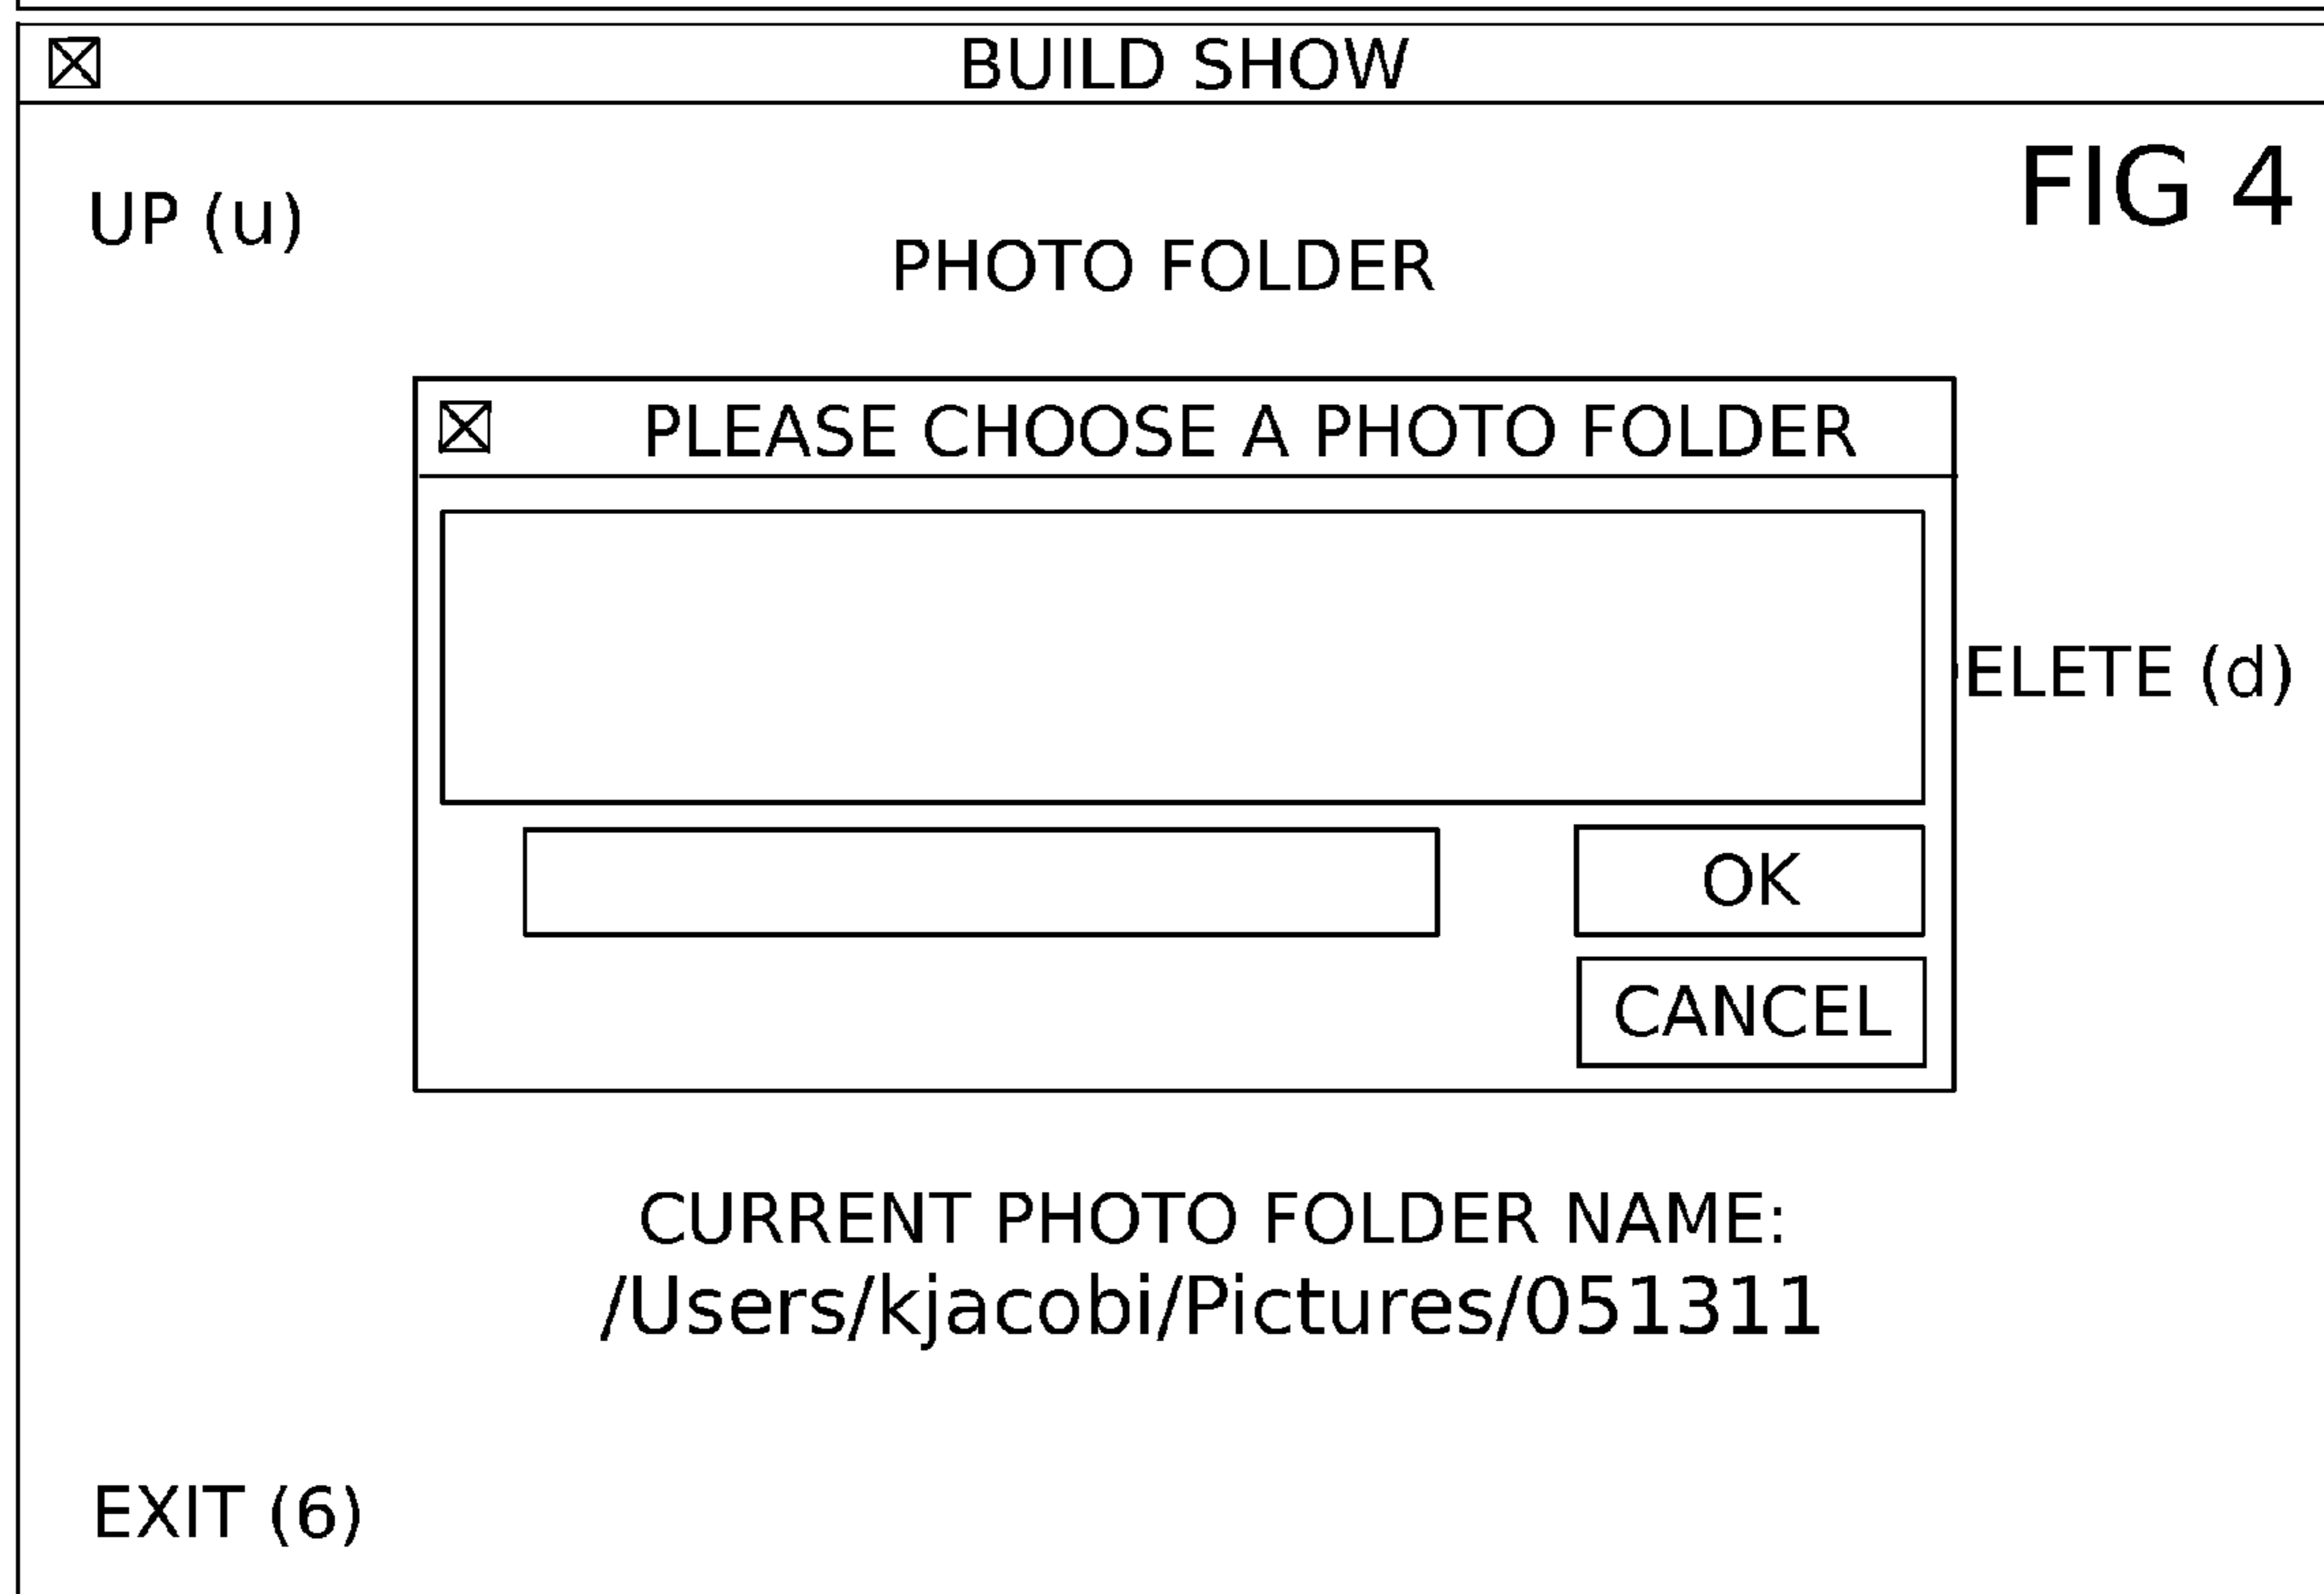 BUILD SHOW
FIG 4
UP (u)
PHOTO FOLDER
PLEASE CHOOSE A PHOTO FOLDER
ELETE (d)
OK
CANCEL
CURRENT PHOTO FOLDER NAME:
/Users/kjacobi/Pictures/051311
EXIT (6)